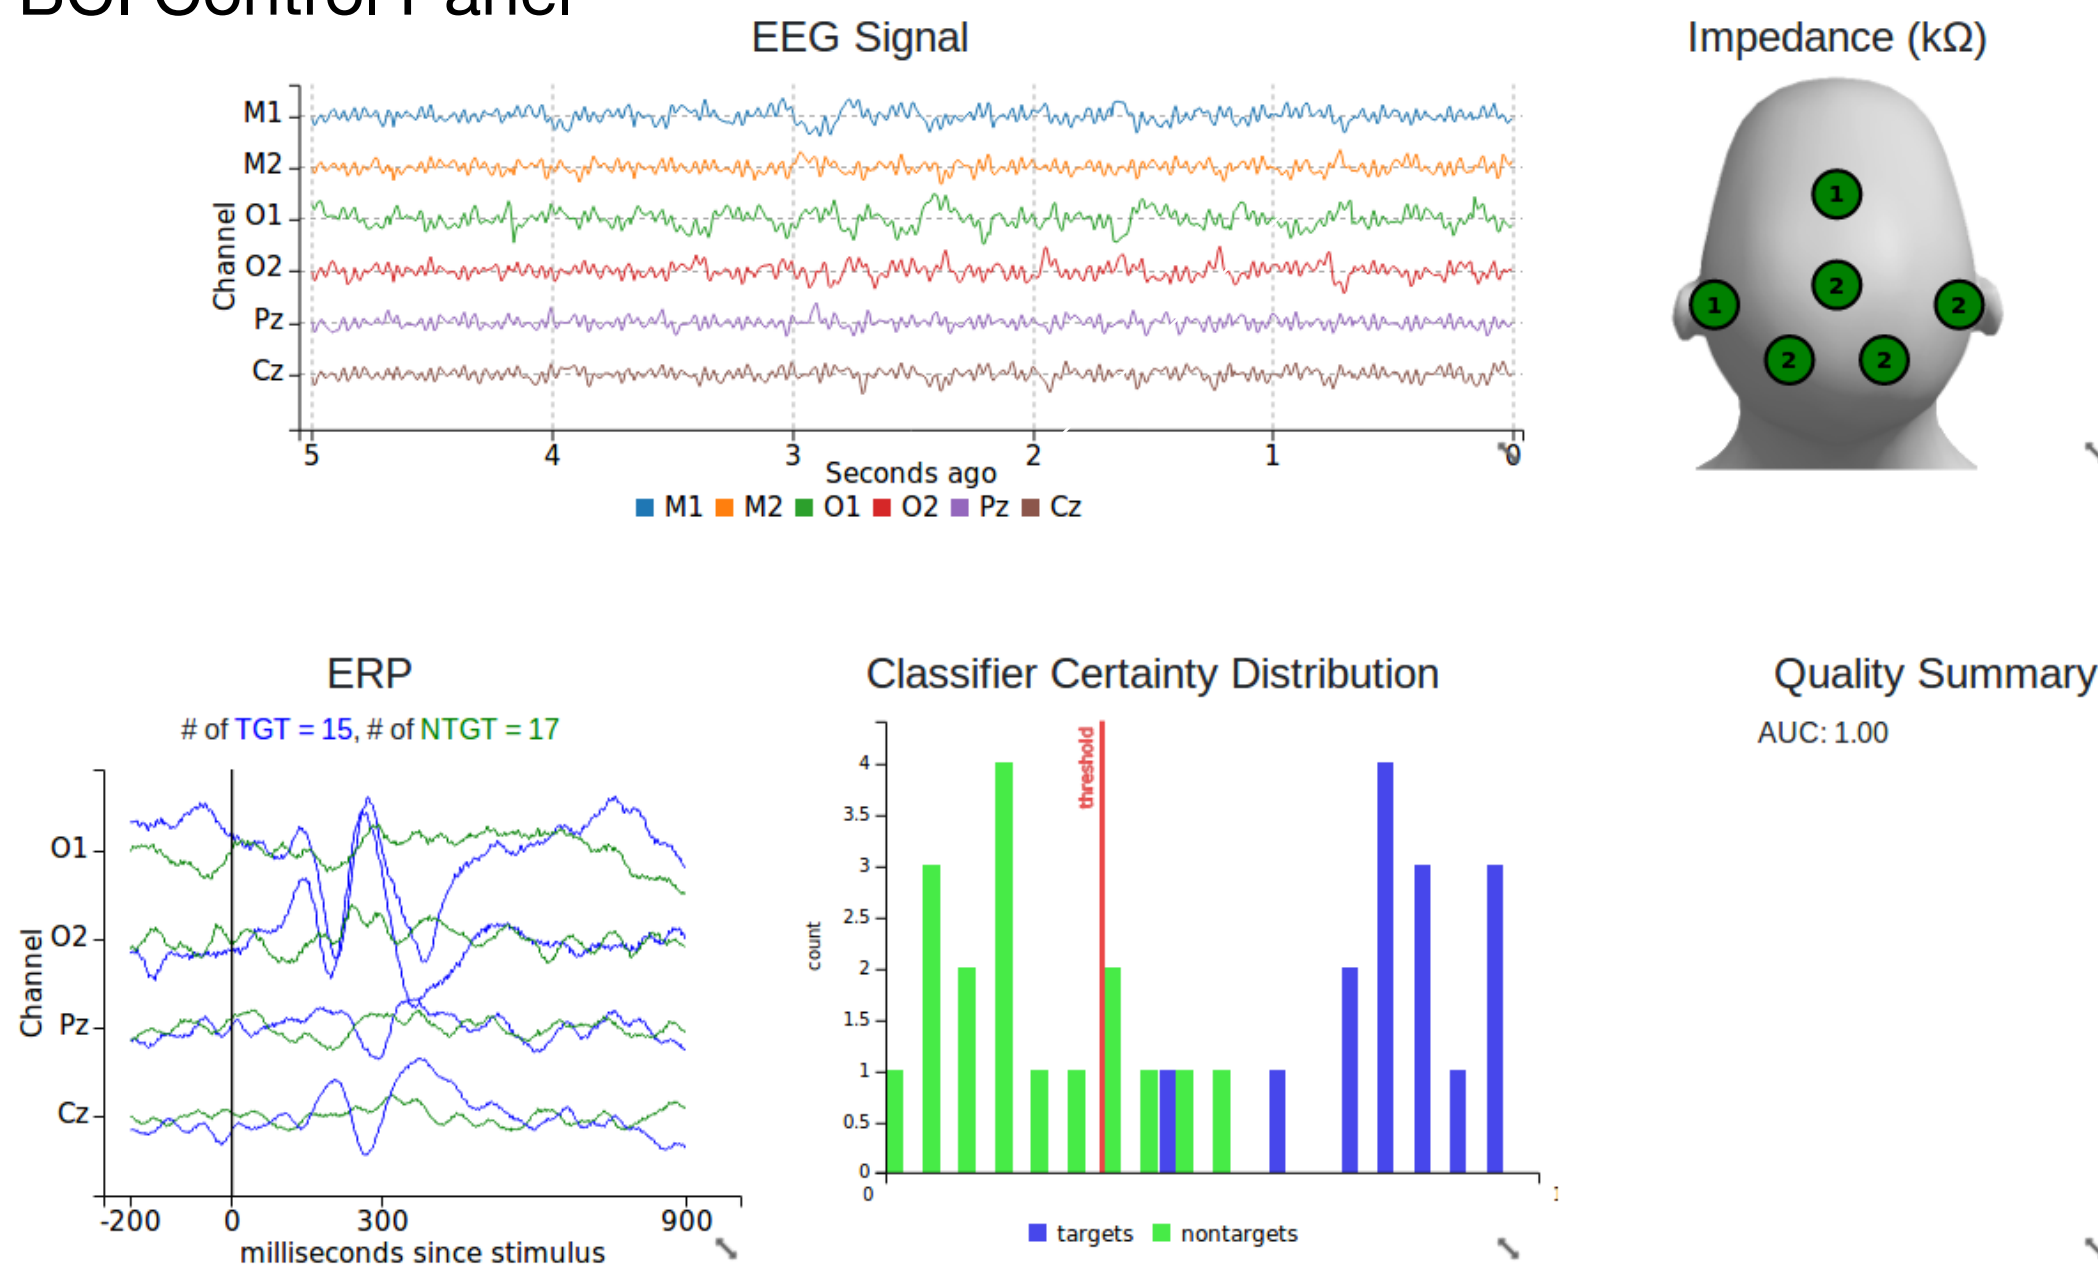 BCI Control Panel
EEG Signal
Impedance (kΩ)
Channel
M1
M2
O1
O2
Pz
Cz
5 4 3 2 1 0
Seconds ago
M1 M2 O1 O2 Pz Cz
1
2
1
2
2
2
ERP
# of TGT = 15, # of NTGT = 17
Channel
O1
O2
Pz
Cz
-200 0 300 900
milliseconds since stimulus
Classifier Certainty Distribution
threshold
count
4
3.5
3
2.5
2
1.5
1
0.5
0
0
targets nontargets
Quality Summary
AUC: 1.00